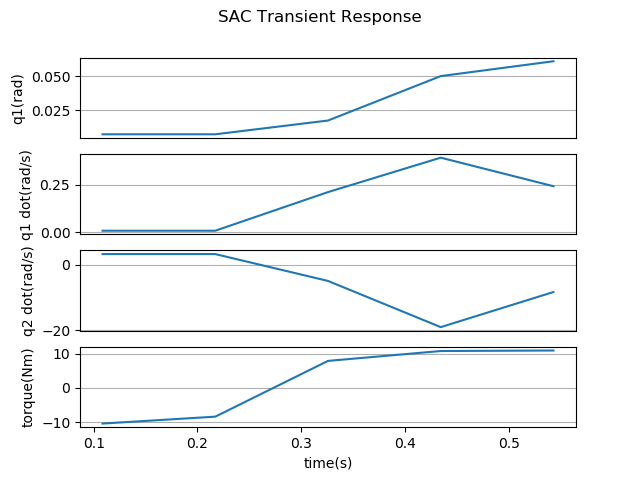 SAC Transient Response
q1(rad)
0.050
0.025
q1 dot(rad/s)
0.25
0.00
q2 dot(rad/s)
0
−20
torque(Nm)
10
0
−10
0.1 0.2 0.3 0.4 0.5
time(s)